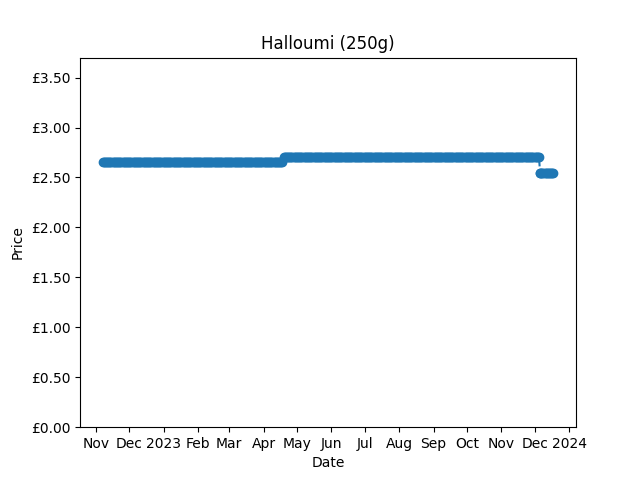 Halloumi (250g)
£3.50
£3.00
£2.50
£2.00
£1.50
£1.00
£0.50
£0.00
Price
Nov Dec 2023 Feb Mar Apr May Jun Jul Aug Sep Oct Nov Dec 2024
Date